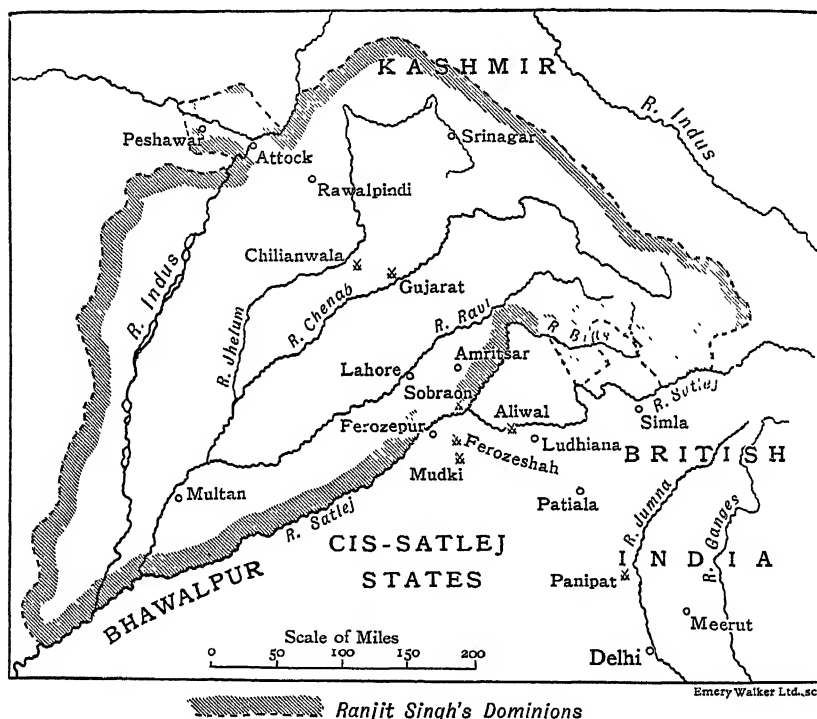 KASHMIR
R. Indus
Peshawar
Attock
Srinagar
Rawalpindi
Chilianwala
Gujarat
R. Indus
R. Jhelum
R. Chenab
R. Ravi
Amritsar
Lahore
Sobraon
Aliwal
R. Sutlej
Simla
Ferozepur
Ludhiana
Ferozeshah
BRITISH
Mudki
Multan
Patiala
R. Satlej
R. Jumna
R. Ganges
CIS-SATLEJ
STATES
INDIA
Panipat
BHAWALPUR
Meerut
Scale of Miles
0 50 100 150 200
Delhi
Emery Walker Ltd., sc
Ranjit Singh's Dominions